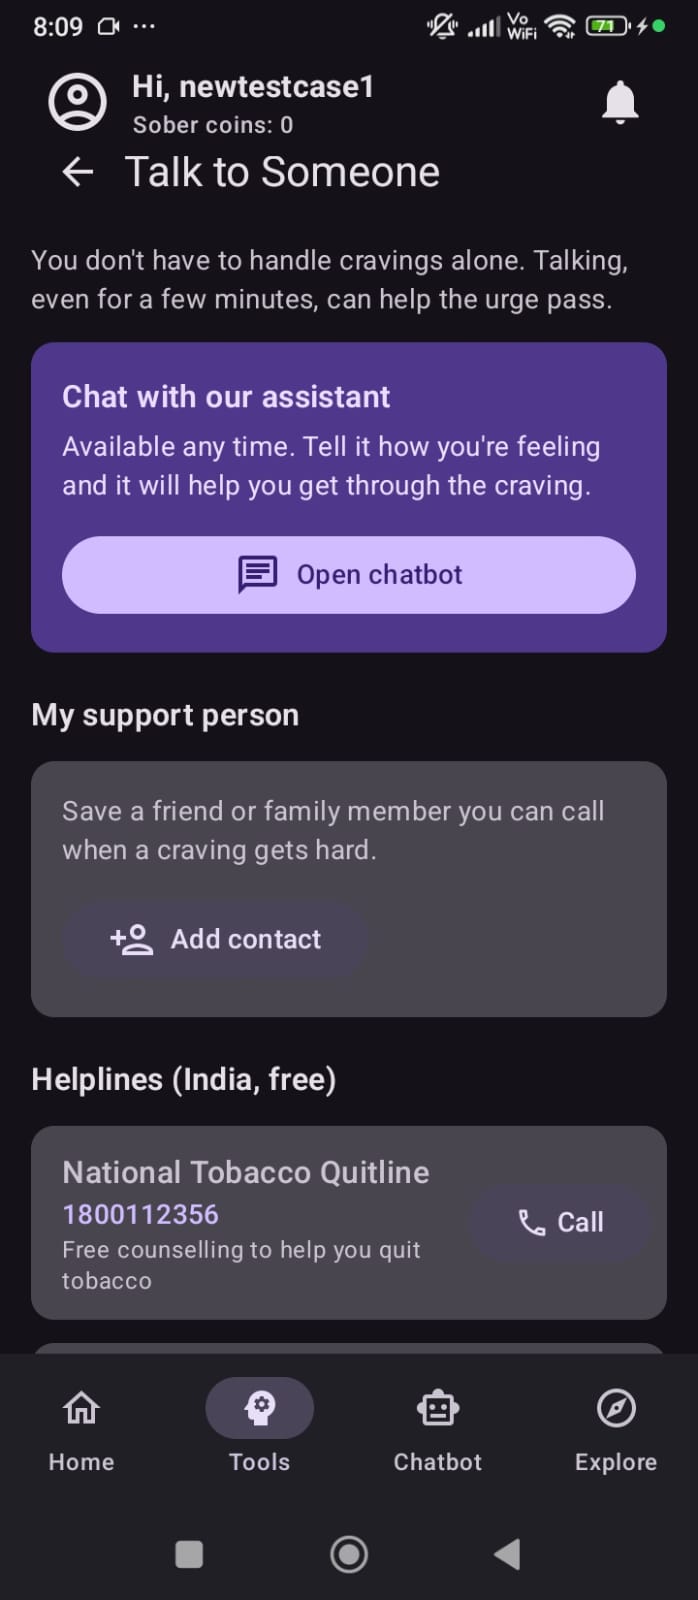 8:09
Vo
WiFi
71
Hi, newtestcase1
Sober coins: 0
Talk to Someone
You don't have to handle cravings alone. Talking,
even for a few minutes, can help the urge pass.
Chat with our assistant
Available any time. Tell it how you're feeling
and it will help you get through the craving.
Open chatbot
My support person
Save a friend or family member you can call
when a craving gets hard.
Add contact
Helplines (India, free)
National Tobacco Quitline
1800112356
Free counselling to help you quit
tobacco
Call
Home
Tools
Chatbot
Explore